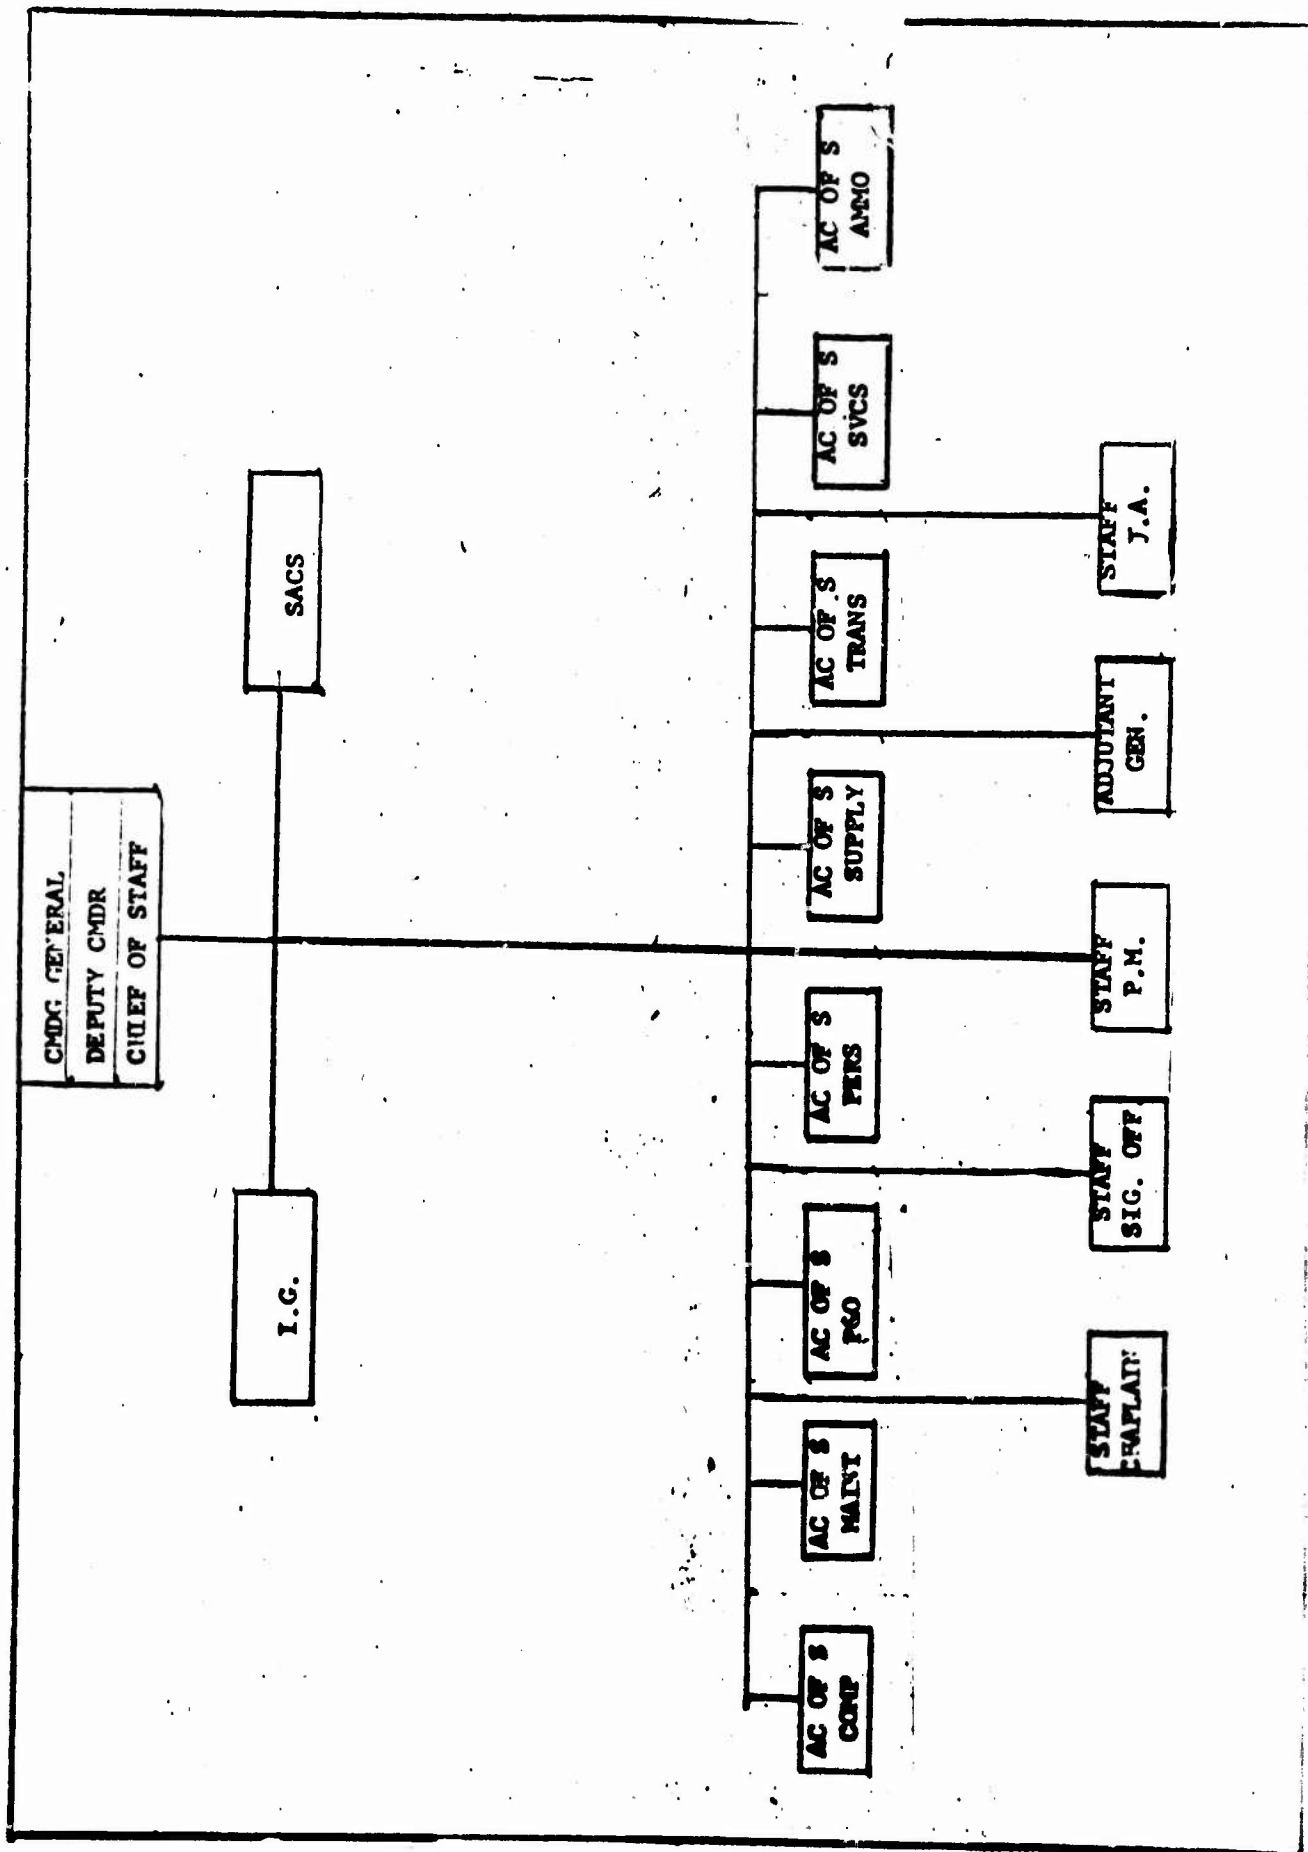 CMDG GENERAL
DEPUTY CMDR
CHIEF OF STAFF
I.G.
SACS
AC OF S
COMP
AC OF S
MAINT
AC OF S
P&O
AC OF S
PERS
AC OF S
SUPPLY
AC OF S
TRANS
AC OF S
SVCS
AC OF S
AMMO
STAFF
CHAPLAIN
STAFF
SIG. OFF
STAFF
P.M.
ADJUTANT
GEN.
STAFF
J.A.